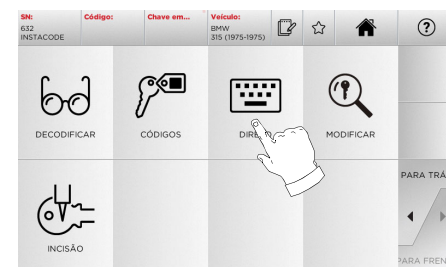 SN:
632
INSTACODE
Código:
Chave em...
Veículo:
BMW
315 (1975-1975)
?
DECODIFICAR
CÓDIGOS
MODIFICAR
INCISÃO
PARA TRÁ
PARA FREN